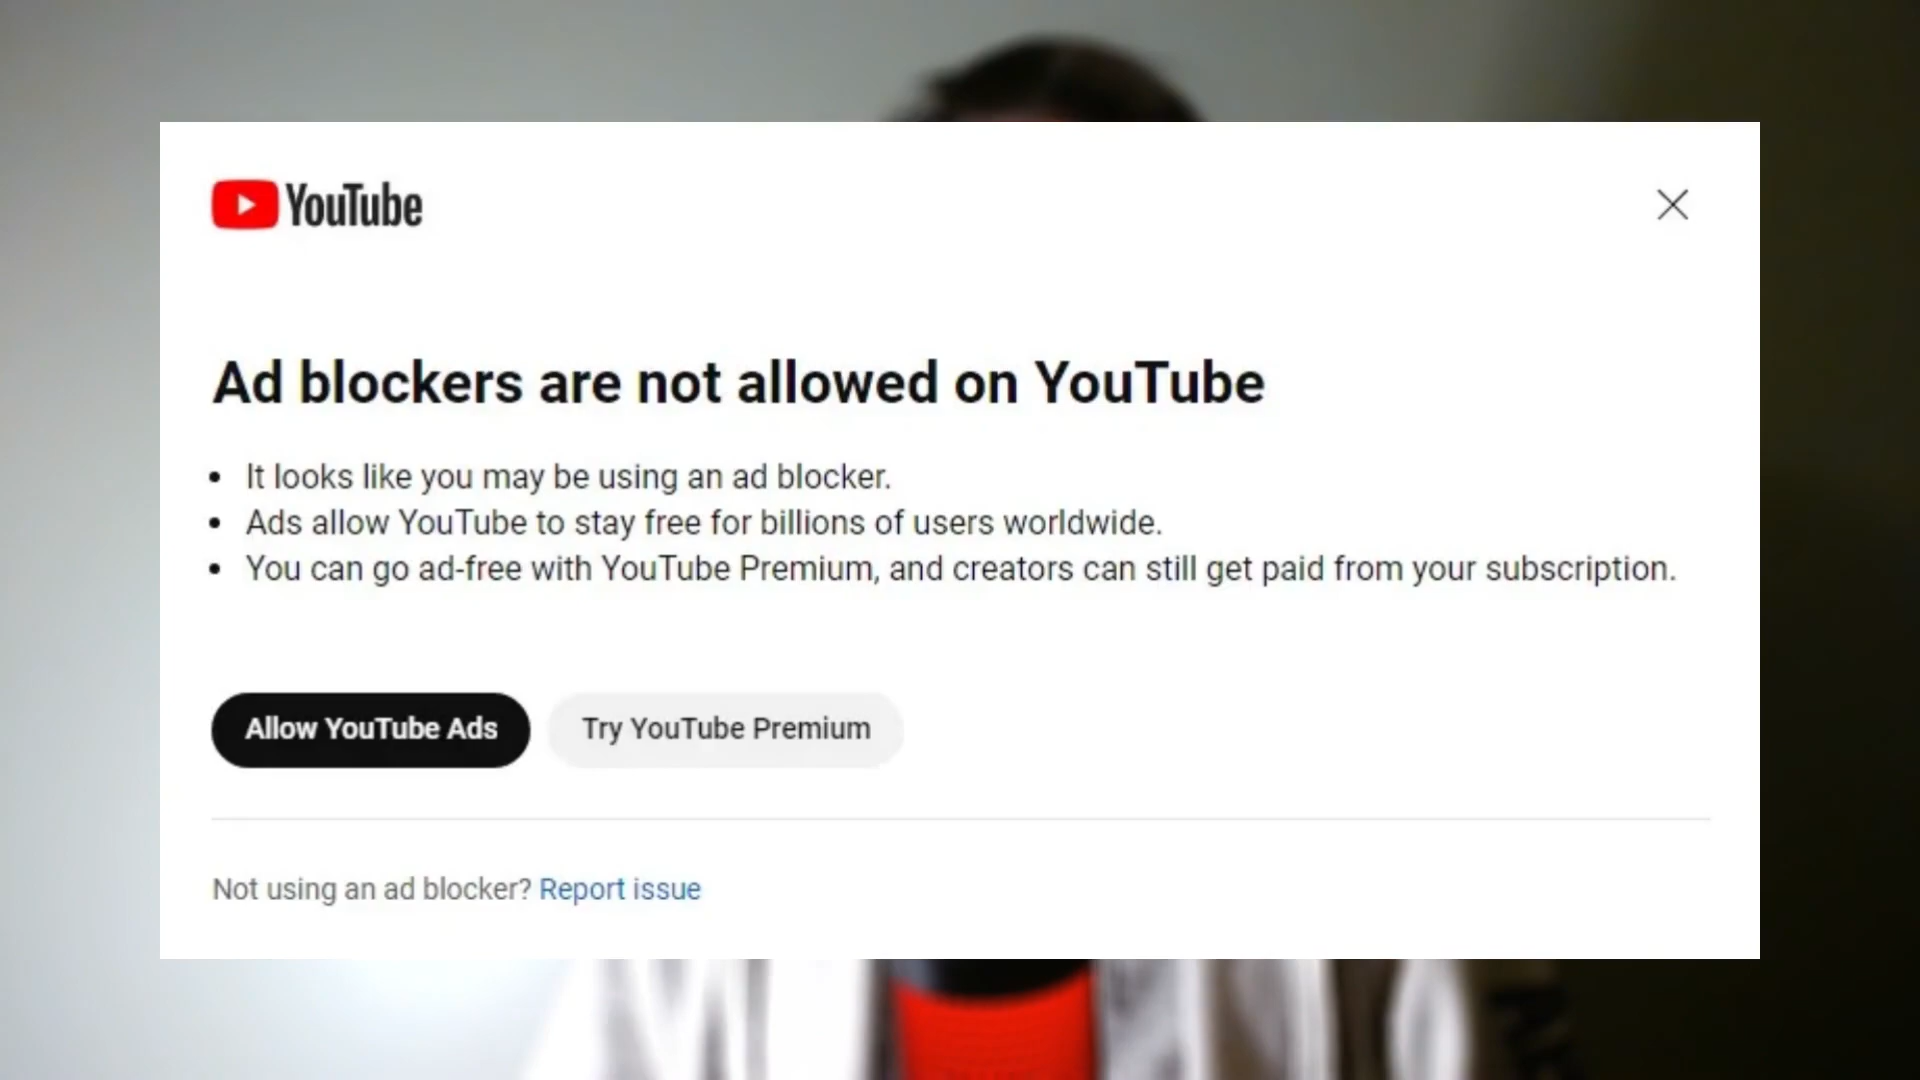 YouTube
Ad blockers are not allowed on YouTube
It looks like you may be using an ad blocker.
Ads allow YouTube to stay free for billions of users worldwide.
You can go ad-free with YouTube Premium, and creators can still get paid from your subscription.
Allow YouTube Ads
Try YouTube Premium
Not using an ad blocker? Report issue